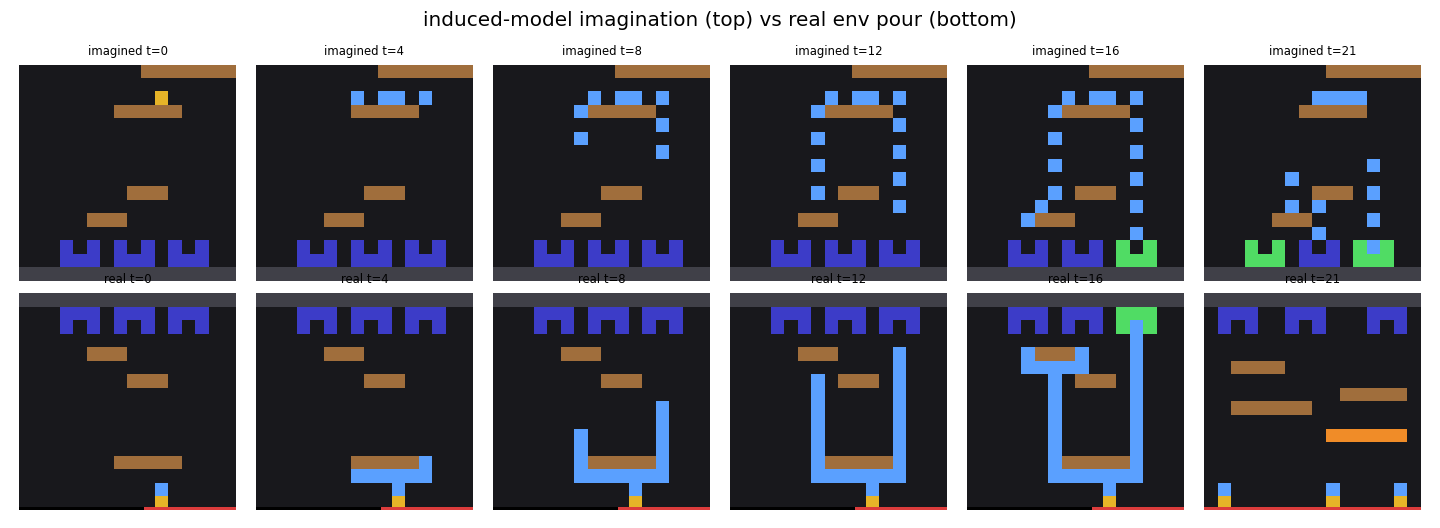 induced-model imagination (top) vs real env pour (bottom)
imagined t=0
imagined t=4
imagined t=8
imagined t=12
imagined t=16
imagined t=21
real t=0
real t=4
real t=8
real t=12
real t=16
real t=21